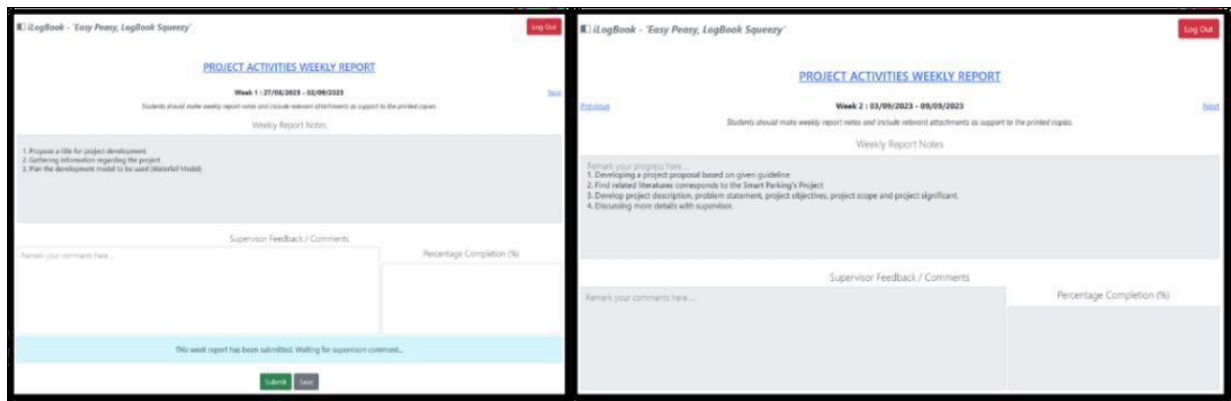 iLogBook - "Easy Peasy, LogBook Squeezy"
Log Out
PROJECT ACTIVITIES WEEKLY REPORT
Week 1 : 27/08/2023 - 02/09/2023
Next
Students should make weekly report notes and include relevant attachments as support to the printed copies.
Weekly Report Notes
1. Propose a title for project development
2. Gathering information regarding the project
3. Plan the development model to be used (Waterfall Model)
Supervisor Feedback / Comments
Remark your comments here ...
Percentage Completion (%)
This week report has been submitted. Waiting for supervison comment...
Submit
Save
iLogBook - "Easy Peasy, LogBook Squeezy"
Log Out
PROJECT ACTIVITIES WEEKLY REPORT
Previous
Week 2 : 03/09/2023 - 09/09/2023
Next
Students should make weekly report notes and include relevant attachments as support to the printed copies.
Weekly Report Notes
Remark your progress here ...
1. Developing a project proposal based on given guideline
2. Find related literatures corresponds to the Smart Parking's Project
3. Develop project description, problem statement, project objectives, project scope and project significant.
4. Discussing more details with supervisor.
Supervisor Feedback / Comments
Remark your comments here ...
Percentage Completion (%)